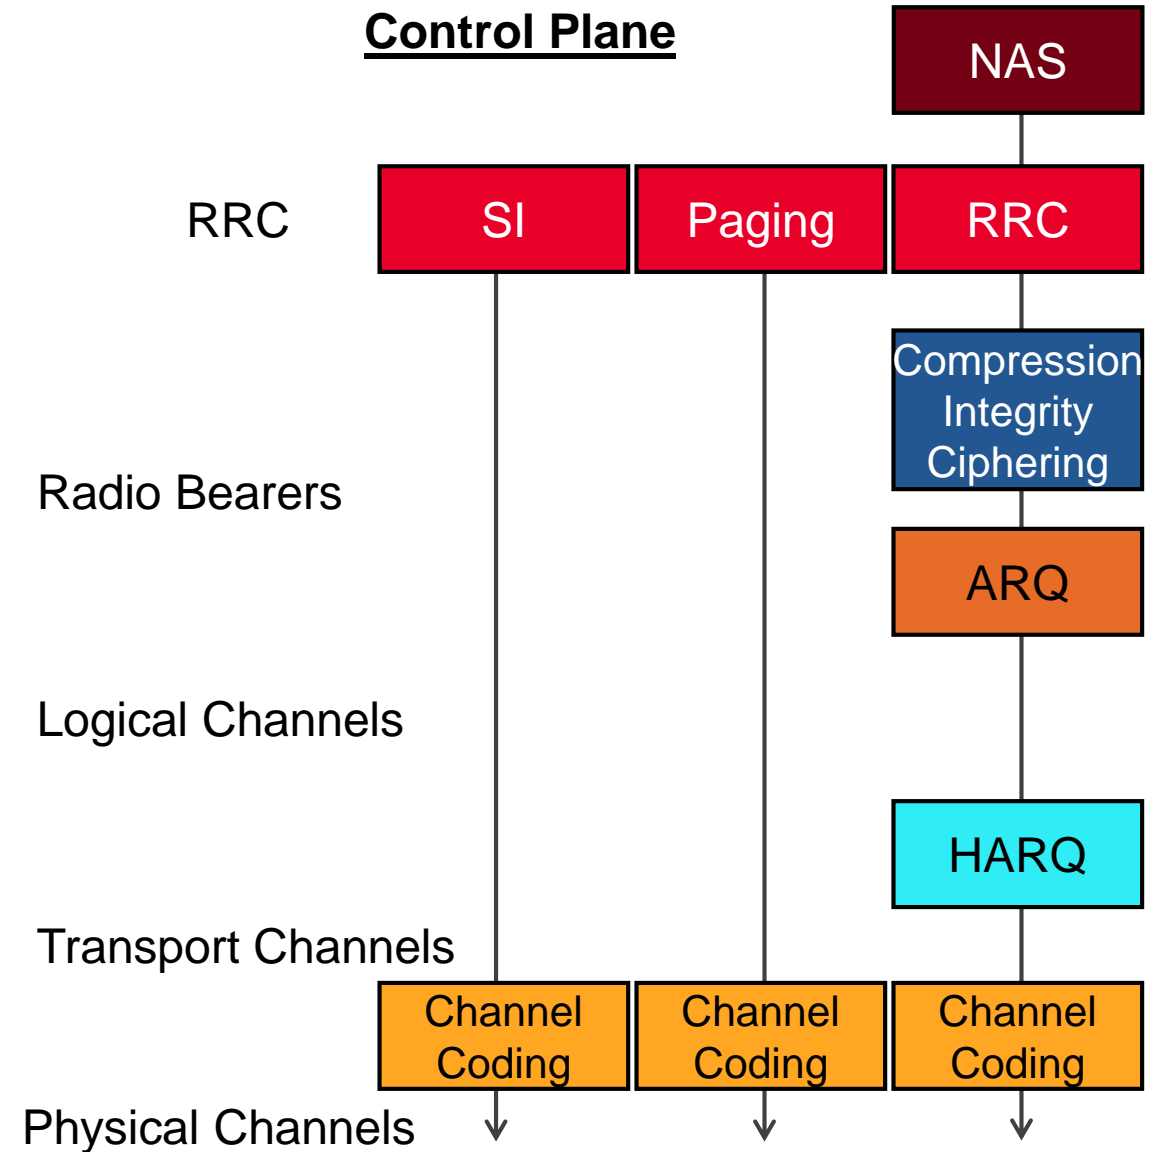 Control Plane
NAS
RRC
SI
Paging
RRC
Compression
Integrity
Ciphering
Radio Bearers
ARQ
Logical Channels
HARQ
Transport Channels
Channel
Coding
Channel
Coding
Channel
Coding
Physical Channels